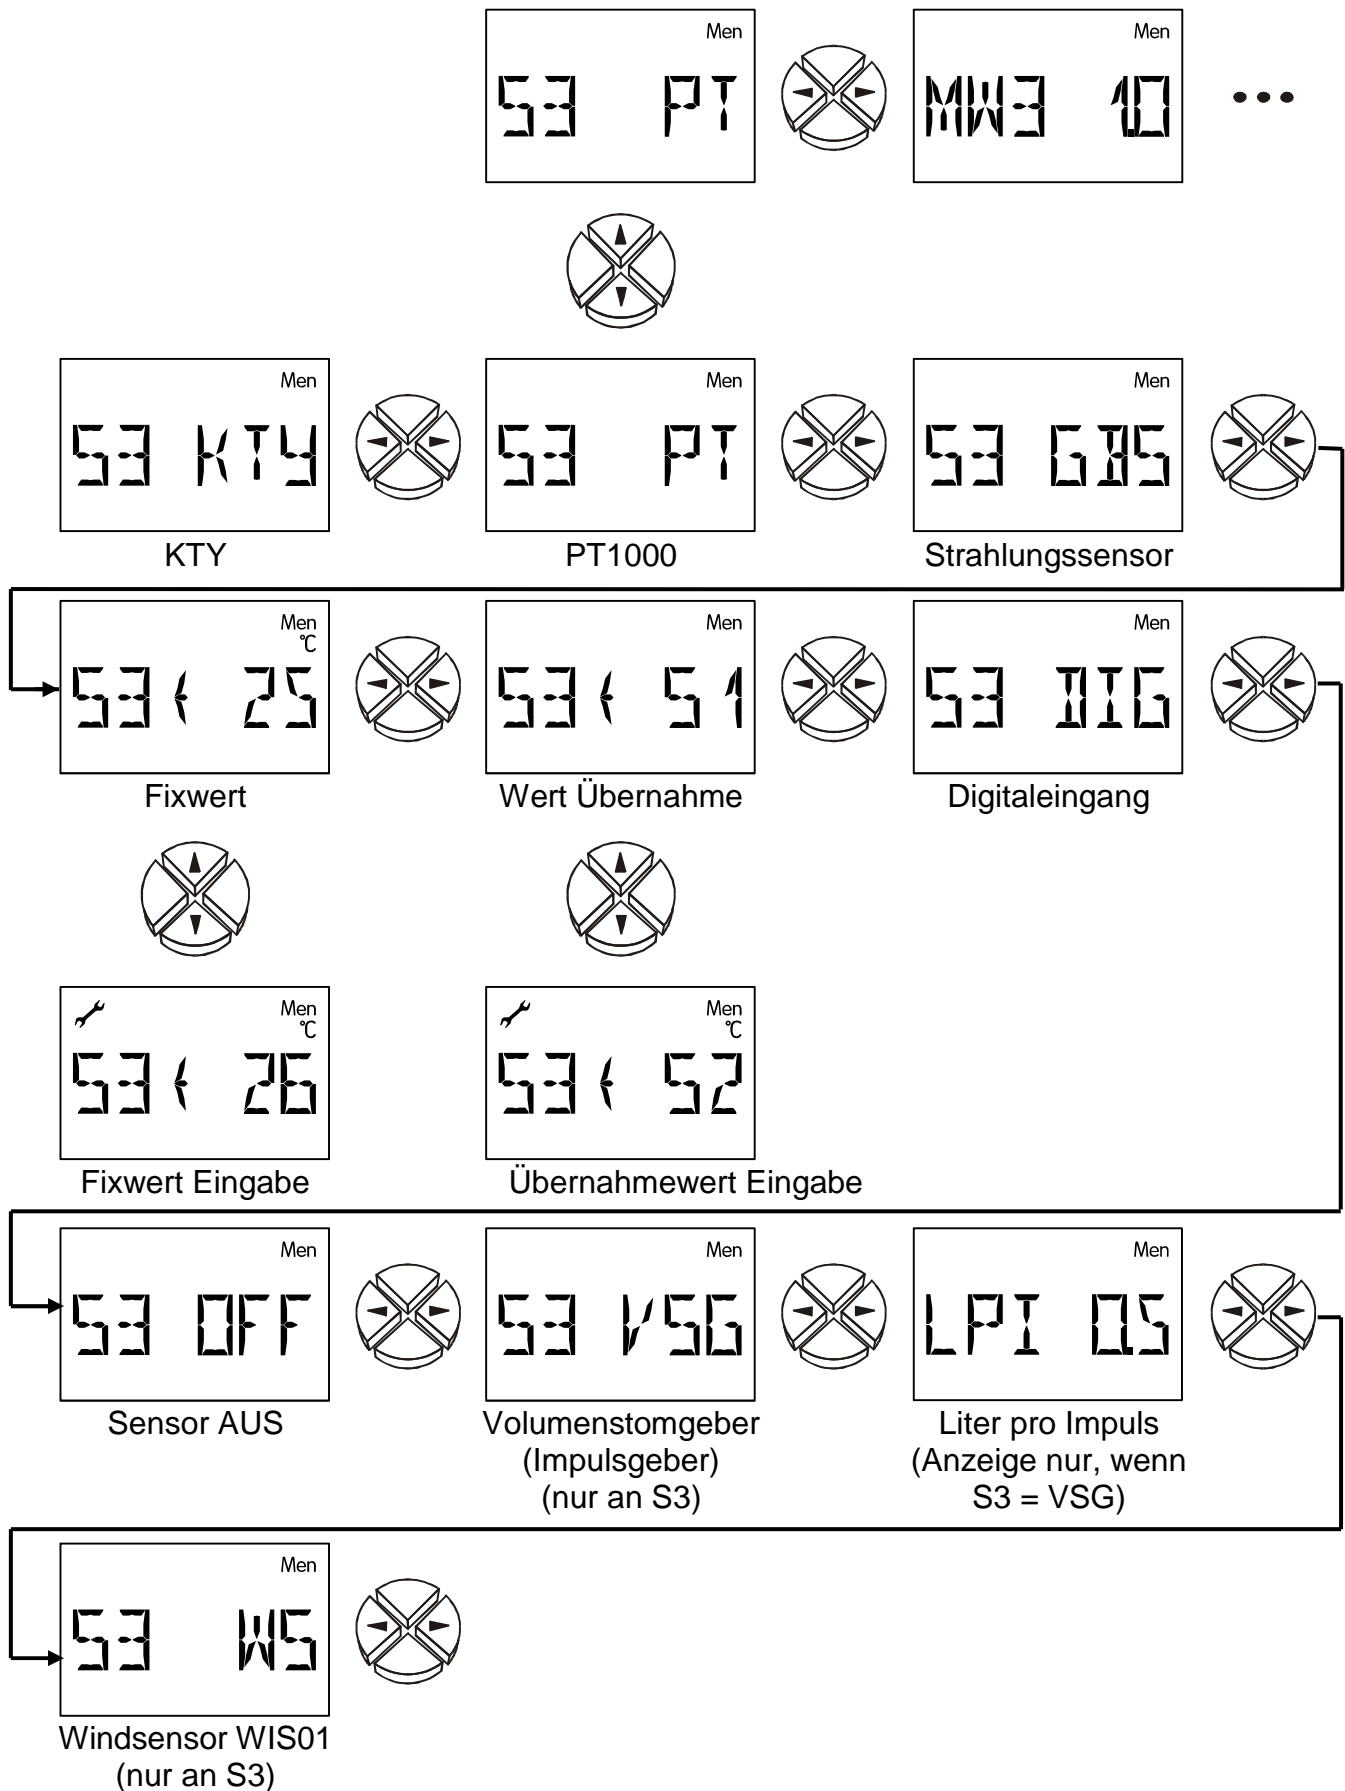 Men
S3 PT
Men
MW3 1.0
Men
S3 KTY
KTY
Men
S3 PT
PT1000
Men
S3 GBS
Strahlungssensor
Men
°C
S3 < 25
Fixwert
Men
S3 < S1
Wert Übernahme
Men
S3 DIG
Digitaleingang
Men
°C
S3 < 26
Fixwert Eingabe
Men
°C
S3 < S2
Übernahmewert Eingabe
Men
S3 OFF
Sensor AUS
Men
S3 VSG
Volumenstomgeber
(Impulsgeber)
(nur an S3)
Men
LPI 0.5
Liter pro Impuls
(Anzeige nur, wenn
S3 = VSG)
Men
S3 WS
Windsensor WIS01
(nur an S3)